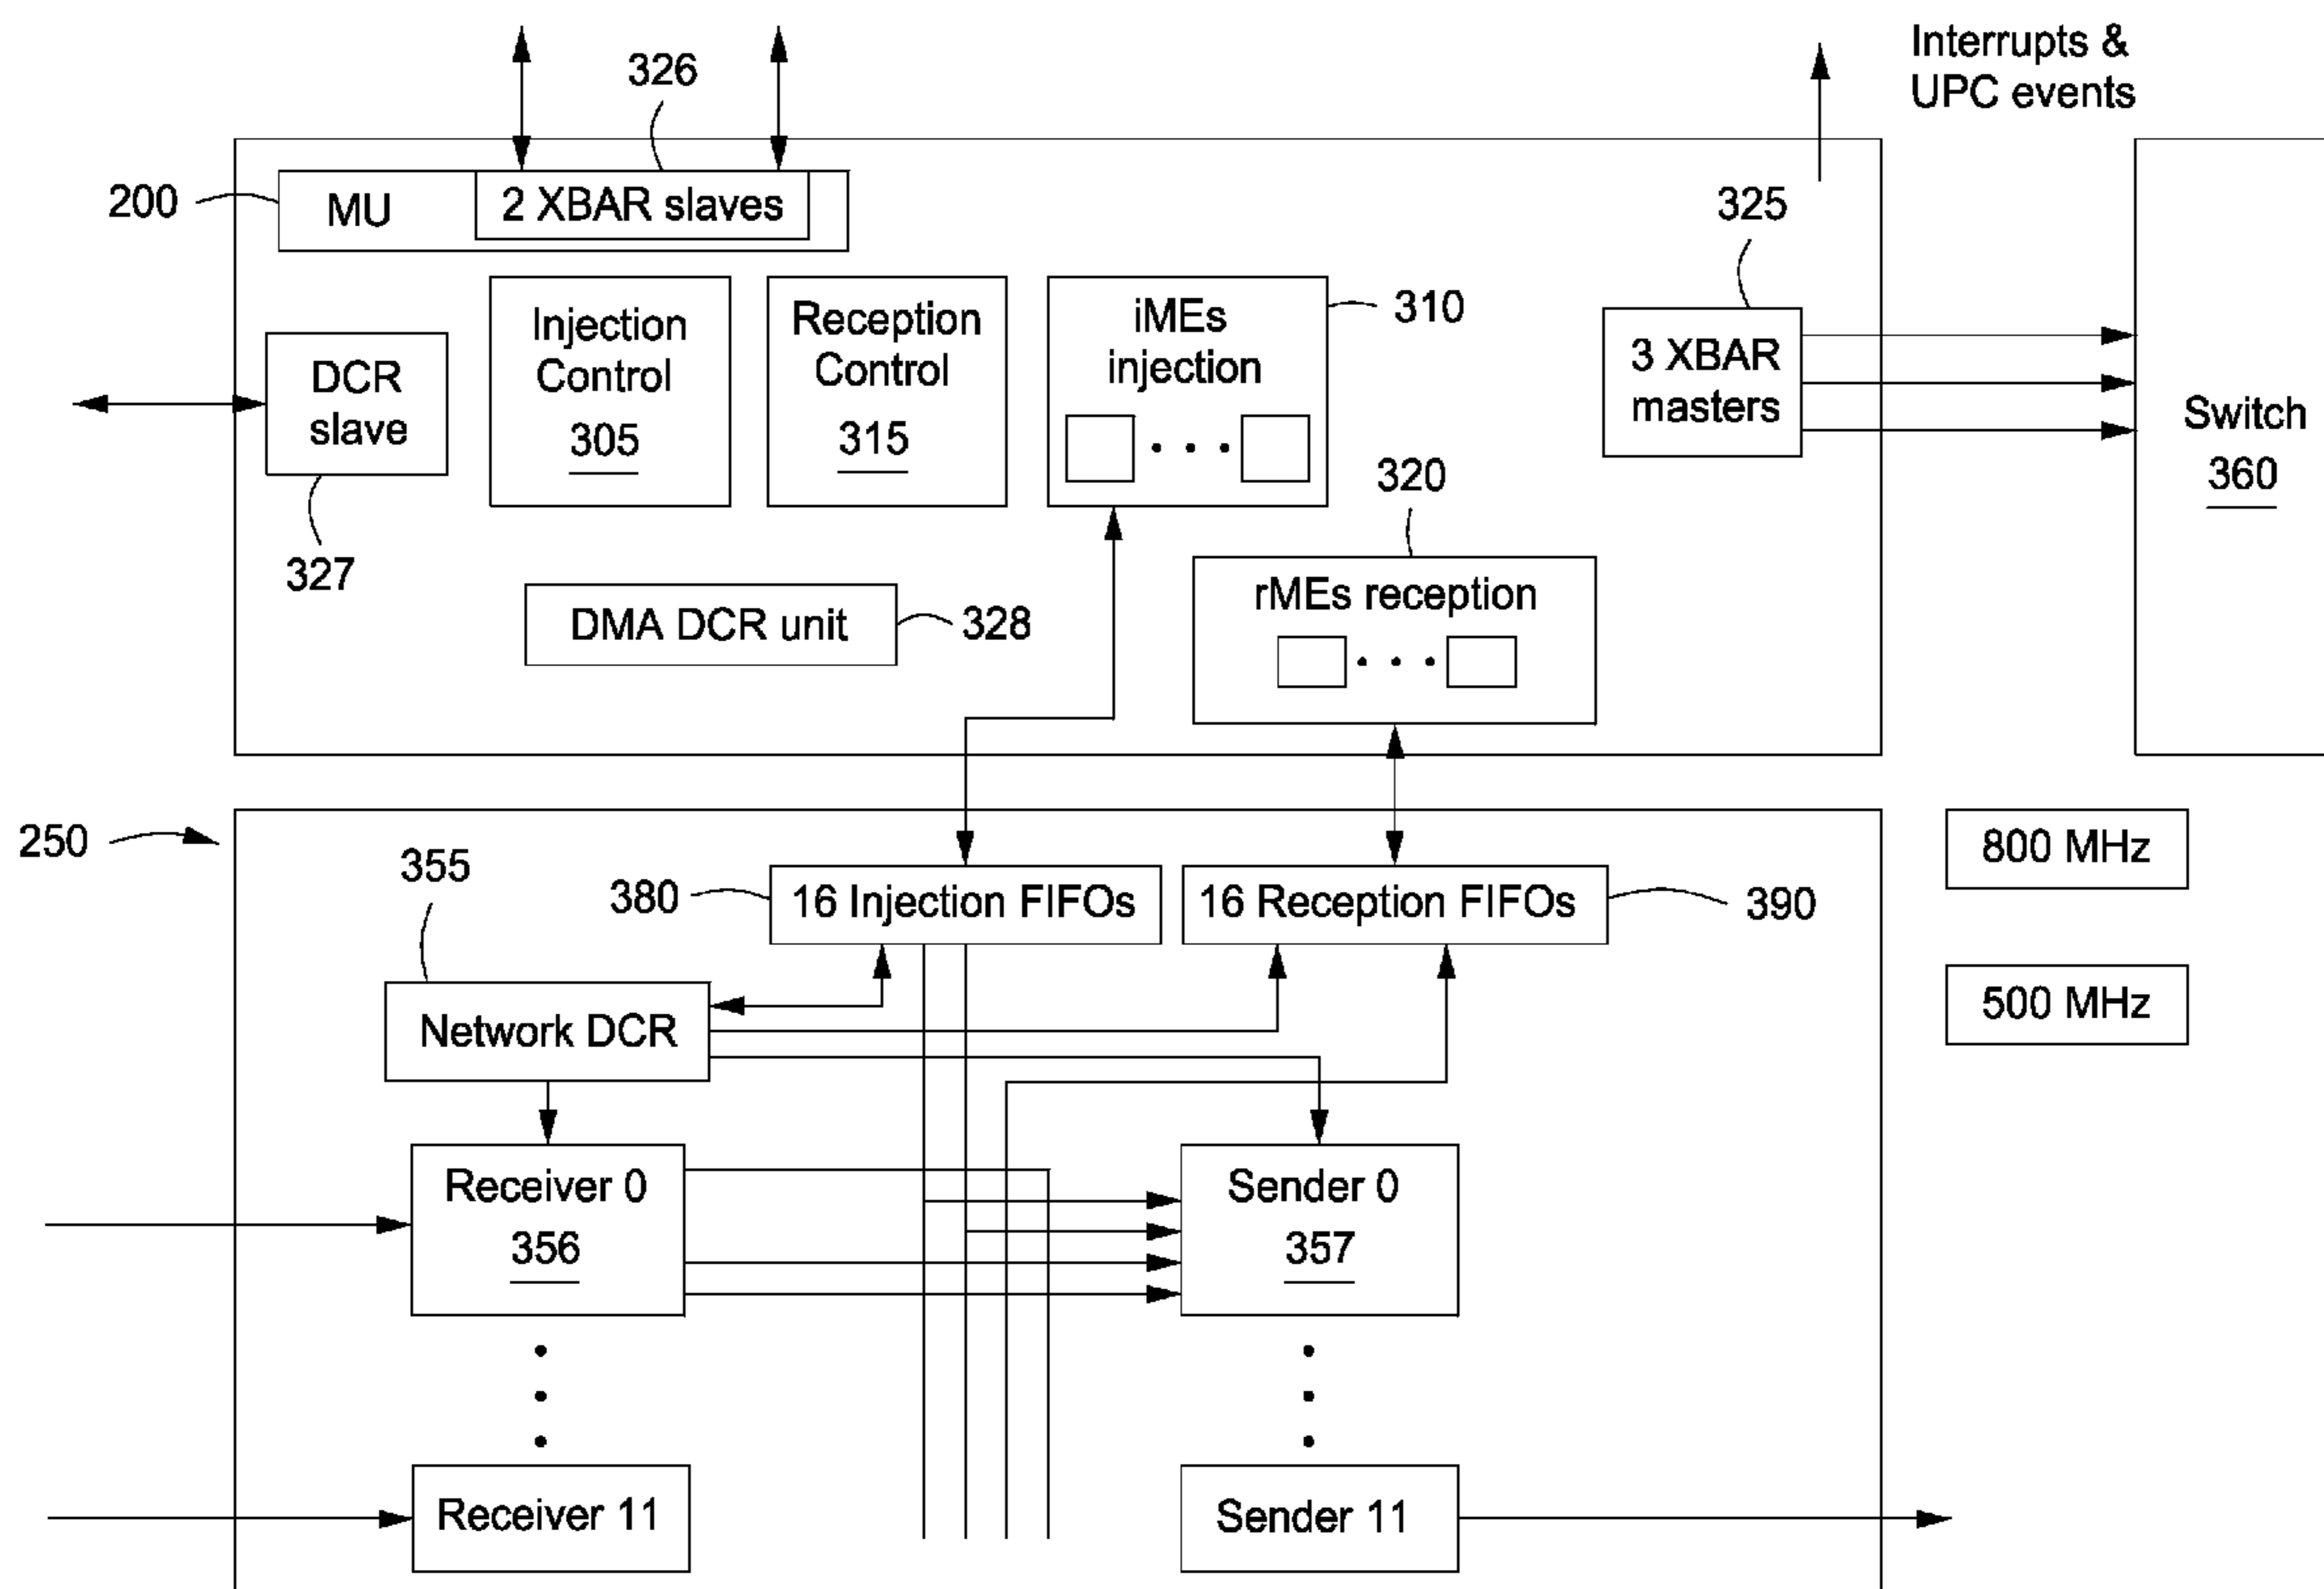 Interrupts &
UPC events
326
200
MU
2 XBAR slaves
325
Injection
Control
305
Reception
Control
315
iMEs
injection
310
DCR
slave
327
3 XBAR
masters
Switch
360
320
rMEs reception
DMA DCR unit
328
250
355
380
16 Injection FIFOs
16 Reception FIFOs
390
800 MHz
500 MHz
Network DCR
Receiver 0
356
Sender 0
357
Receiver 11
Sender 11